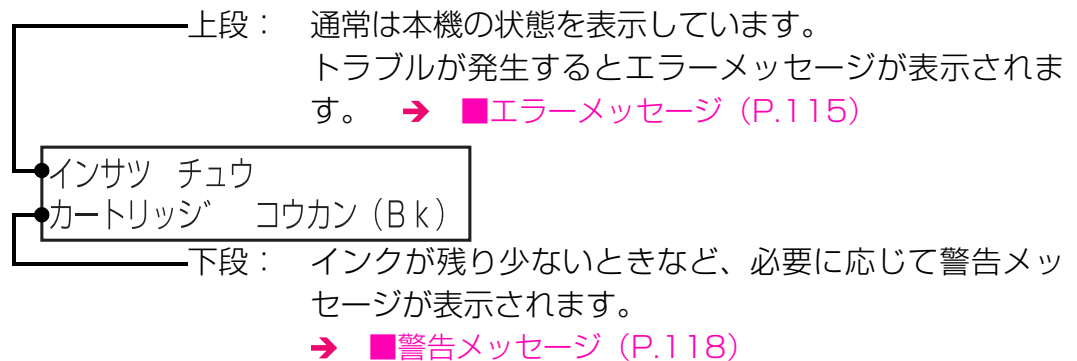 上段： 通常は本機の状態を表示しています。
トラブルが発生するとエラーメッセージが表示されま
す。 ➔ ■エラーメッセージ（P.115）
インサツ チュウ
カートリッジ コウカン（Bk）
下段： インクが残り少ないときなど、必要に応じて警告メッ
セージが表示されます。
➔ ■警告メッセージ（P.118）